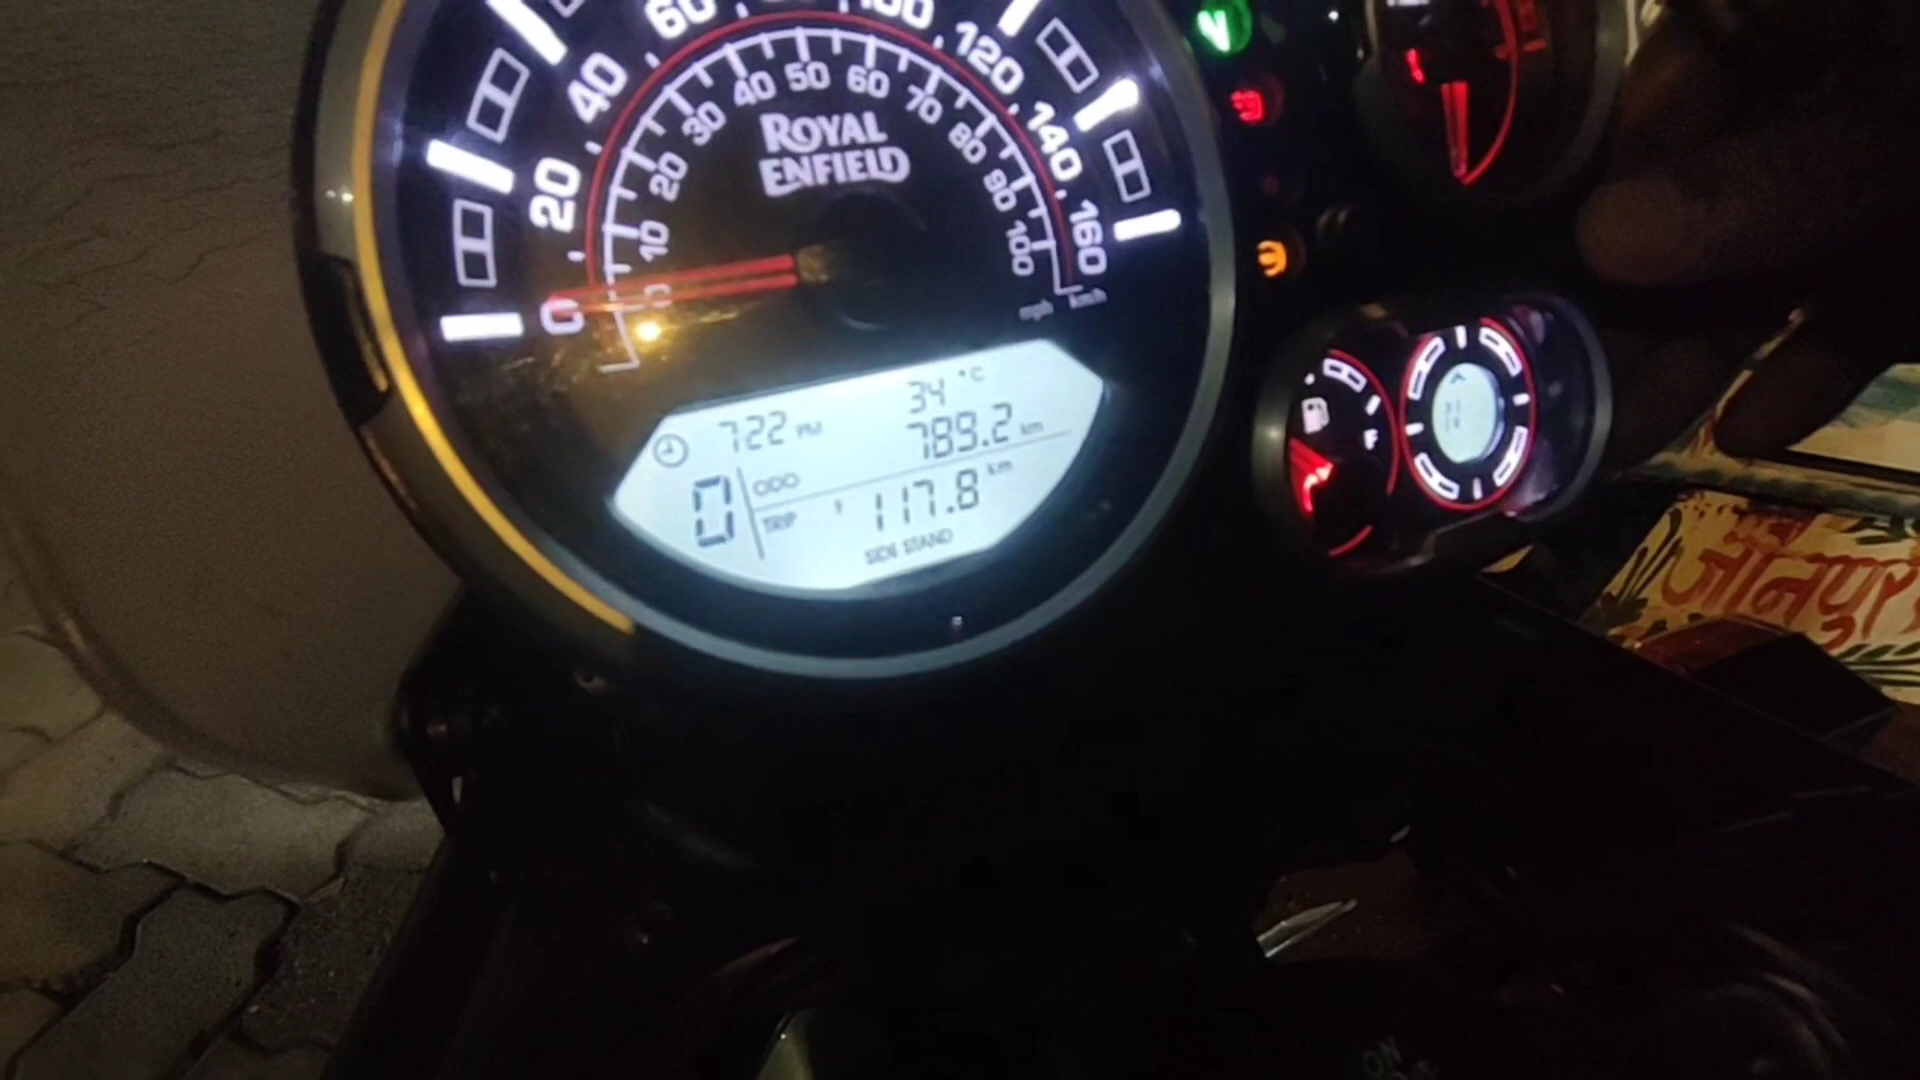 20
40
60
100
120
140
160
10
20
30
40
50
60
70
80
90
100
ROYAL
ENFIELD
0
0
mph km/h
34 °C
7:22 PM
789.2 km
0
ODO
TRIP
117.8 km
SIDE STAND
N
F
जौनपुर
ON